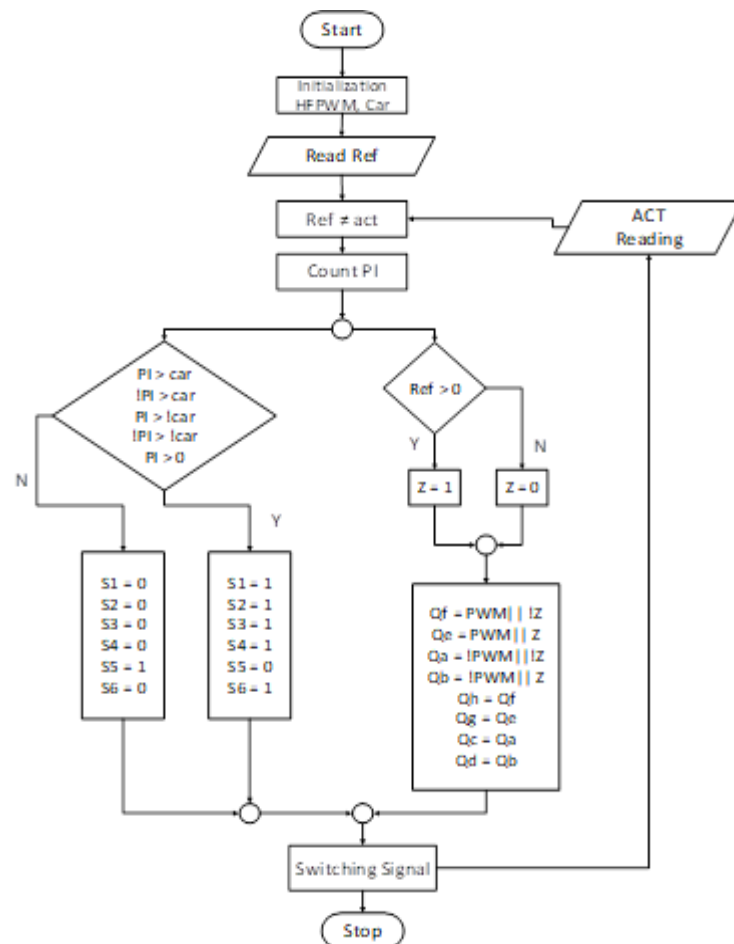 Start
Initialization
HFPWM, Car
Read Ref
Ref ≠ act
ACT
Reading
Count PI
PI > car
!PI > car
PI > !car
!PI > !car
PI > 0
Ref > 0
N
Y
Y
N
Z = 1
Z = 0
S1 = 0
S2 = 0
S3 = 0
S4 = 0
S5 = 1
S6 = 0
S1 = 1
S2 = 1
S3 = 1
S4 = 1
S5 = 0
S6 = 1
Qf = PWM|| !Z
Qe = PWM|| Z
Qa = !PWM||!Z
Qb = !PWM|| Z
Qh = Qf
Qg = Qe
Qc = Qa
Qd = Qb
Switching Signal
Stop